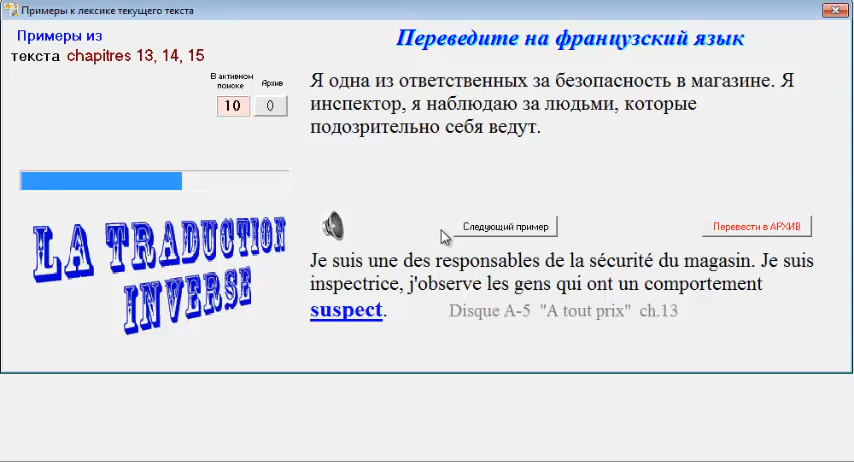 Примеры к лексике текущего текста
Примеры из
текста chapitres 13, 14, 15
В активном
поиске
Архив
10
0
Переведите на французский язык
Я одна из ответственных за безопасность в магазине. Я
инспектор, я наблюдаю за людьми, которые
подозрительно себя ведут.
LA TRADUCTION
INVERSE
Следующий пример
Перевести в АРХИВ
Je suis une des responsables de la sécurité du magasin. Je suis
inspectrice, j'observe les gens qui ont un comportement
suspect.
Disque A-5 "A tout prix" ch.13